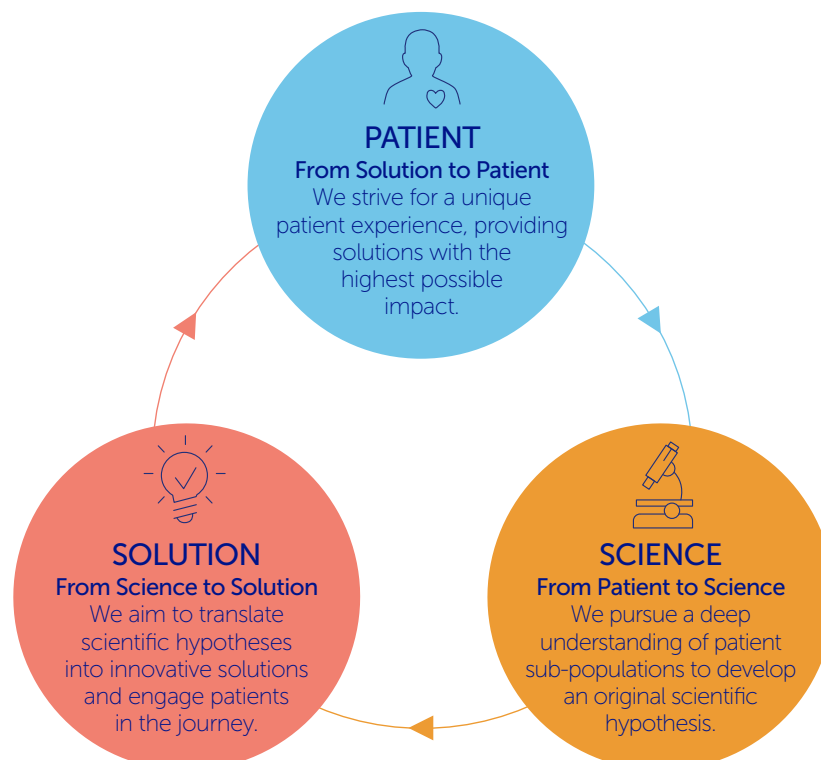 PATIENT
From Solution to Patient
We strive for a unique
patient experience, providing
solutions with the
highest possible
impact.
SOLUTION
From Science to Solution
We aim to translate
scientific hypotheses
into innovative solutions
and engage patients
in the journey.
SCIENCE
From Patient to Science
We pursue a deep
understanding of patient
sub-populations to develop
an original scientific
hypothesis.